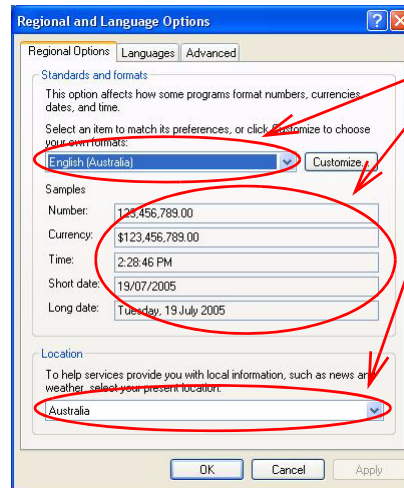 Regional and Language Options
Regional Options Languages Advanced
Standards and formats
This option affects how some programs format numbers, currencies,
dates, and time.
Select an item to match its preferences, or click Customize to choose
your own formats:
English (Australia) Customize...
Samples
Number: 123,456,789.00
Currency: $123,456,789.00
Time: 2:28:46 PM
Short date: 19/07/2005
Long date: Tuesday, 19 July 2005
Location
To help services provide you with local information, such as news and
weather, select your present location:
Australia
OK Cancel Apply